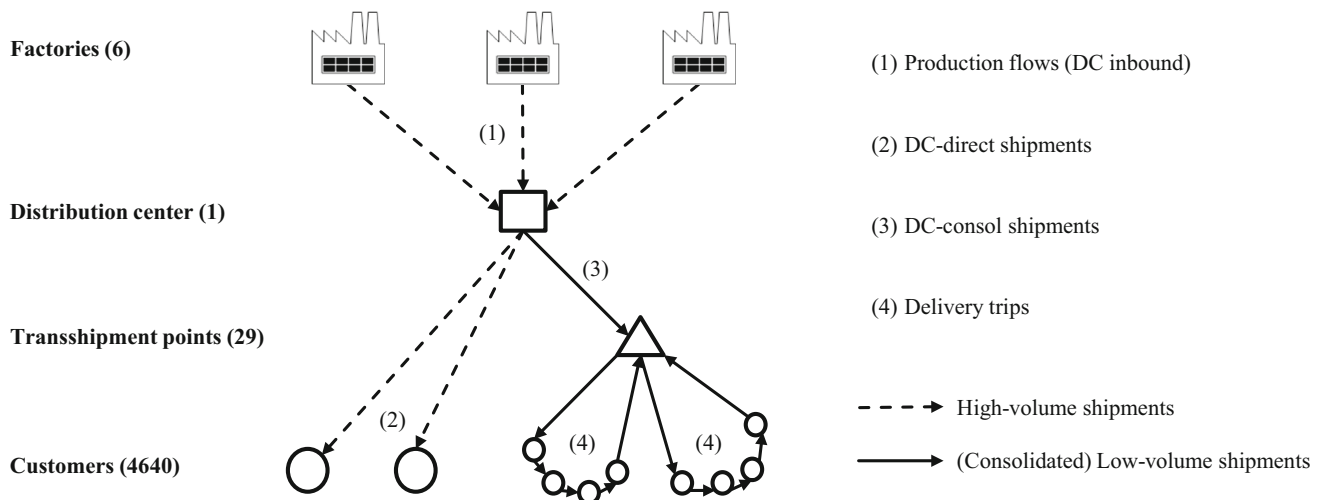 Factories (6)
(1) Production flows (DC inbound)
(1)
(2) DC-direct shipments
Distribution center (1)
(3) DC-consol shipments
(3)
(4) Delivery trips
Transshipment points (29)
High-volume shipments
(2)
(4)
(4)
Customers (4640)
(Consolidated) Low-volume shipments